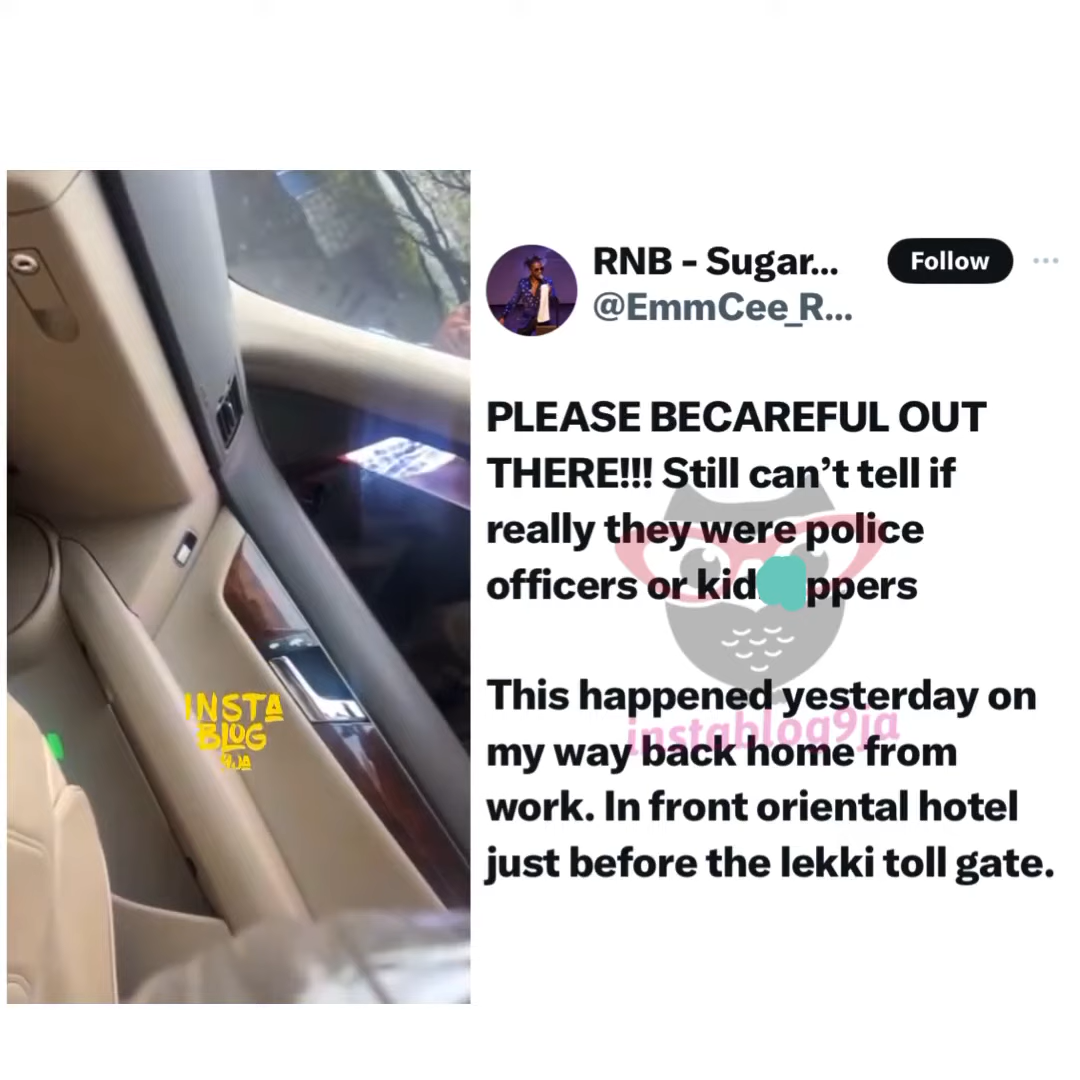 INSTA
BLOG
9JA
RNB - Sugar...
Follow
@EmmCee_R...
PLEASE BECAREFUL OUT
THERE!!! Still can’t tell if
really they were police
officers or kid ppers
This happened yesterday on
my way back home from
work. In front oriental hotel
just before the lekki toll gate.
instablog9ja